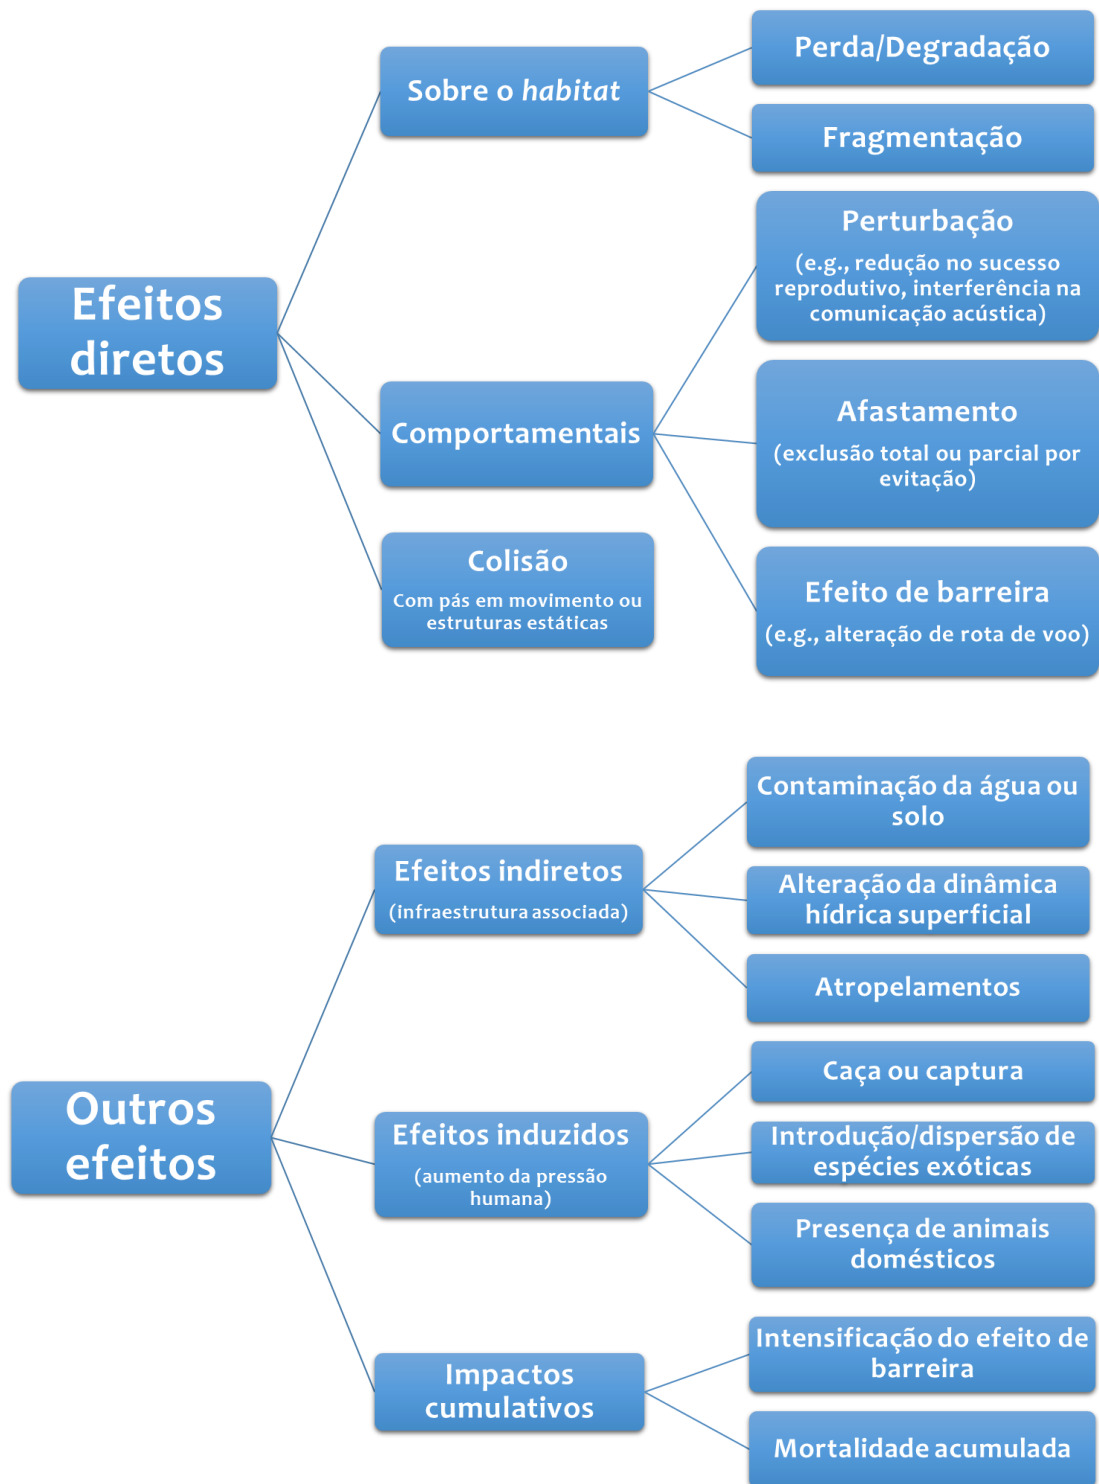 Efeitos
diretos
Sobre o habitat
Perda/Degradação
Fragmentação
Comportamentais
Perturbação
(e.g., redução no sucesso
reprodutivo, interferência na
comunicação acústica)
Afastamento
(exclusão total ou parcial por
evitação)
Efeito de barreira
(e.g., alteração de rota de voo)
Colisão
Com pás em movimento ou
estruturas estáticas
Outros
efeitos
Efeitos indiretos
(infraestrutura associada)
Contaminação da água ou
solo
Alteração da dinâmica
hídrica superficial
Atropelamentos
Efeitos induzidos
(aumento da pressão
humana)
Caça ou captura
Introdução/dispersão de
espécies exóticas
Presença de animais
domésticos
Impactos
cumulativos
Intensificação do efeito de
barreira
Mortalidade acumulada